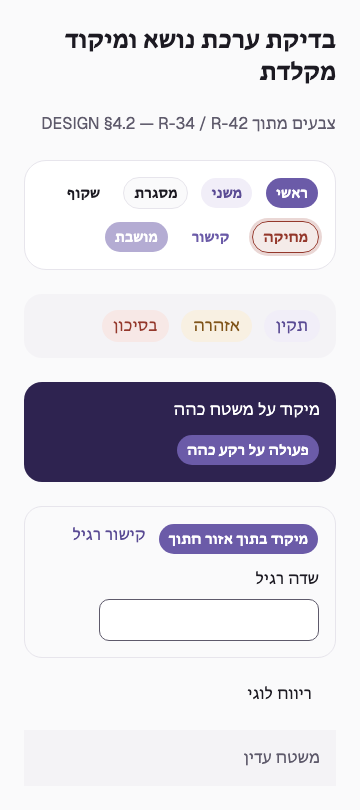 בדיקת ערכת נושא ומיקוד
מקלדת
צבעים מתוך DESIGN §4.2 — R-34 / R-42
ראשי משני מסגרת שקוף
מחיקה קישור מושבת
תקין אזהרה בסיכון
מיקוד על משטח כהה
פעולה על רקע כהה
מיקוד בתוך אזור חתוך קישור רגיל
שדה רגיל
ריווח לוגי
משטח עדין